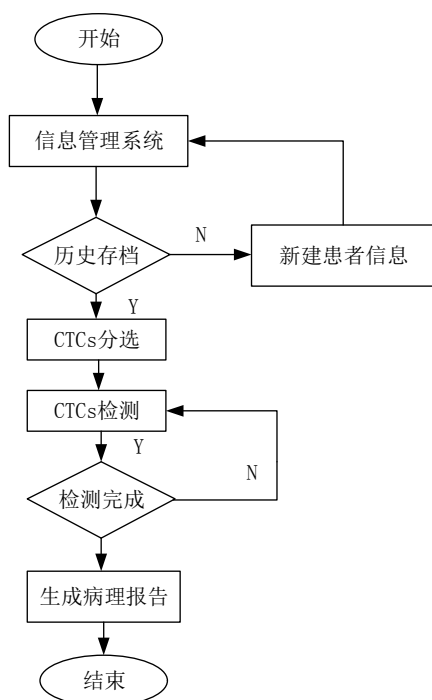 开始
信息管理系统
历史存档
N
新建患者信息
Y
CTCs分选
CTCs检测
Y
N
检测完成
生成病理报告
结束